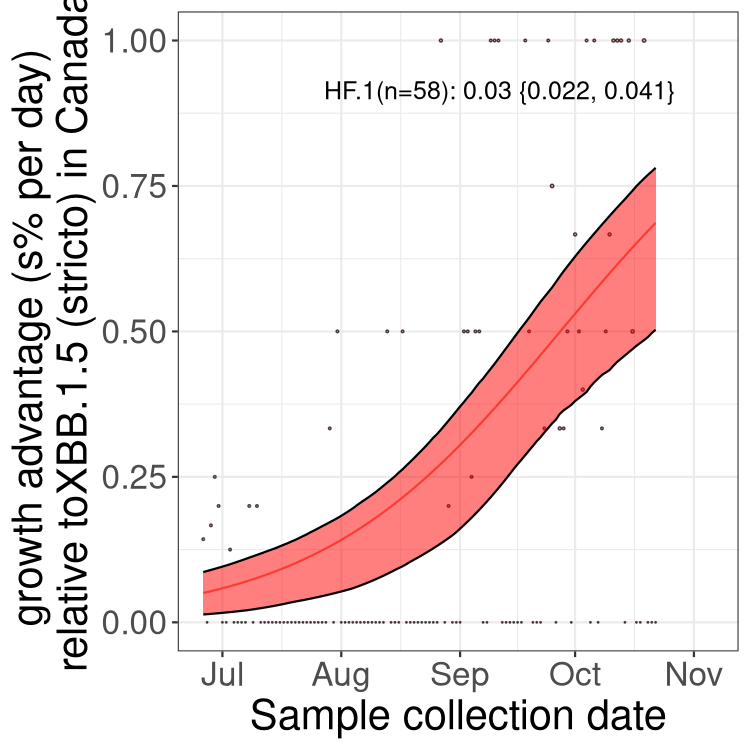 growth advantage (s% per day)
relative toXBB.1.5 (stricto) in Canada
1.00
0.75
0.50
0.25
0.00
HF.1(n=58): 0.03 {0.022, 0.041}
Jul Aug Sep Oct Nov
Sample collection date